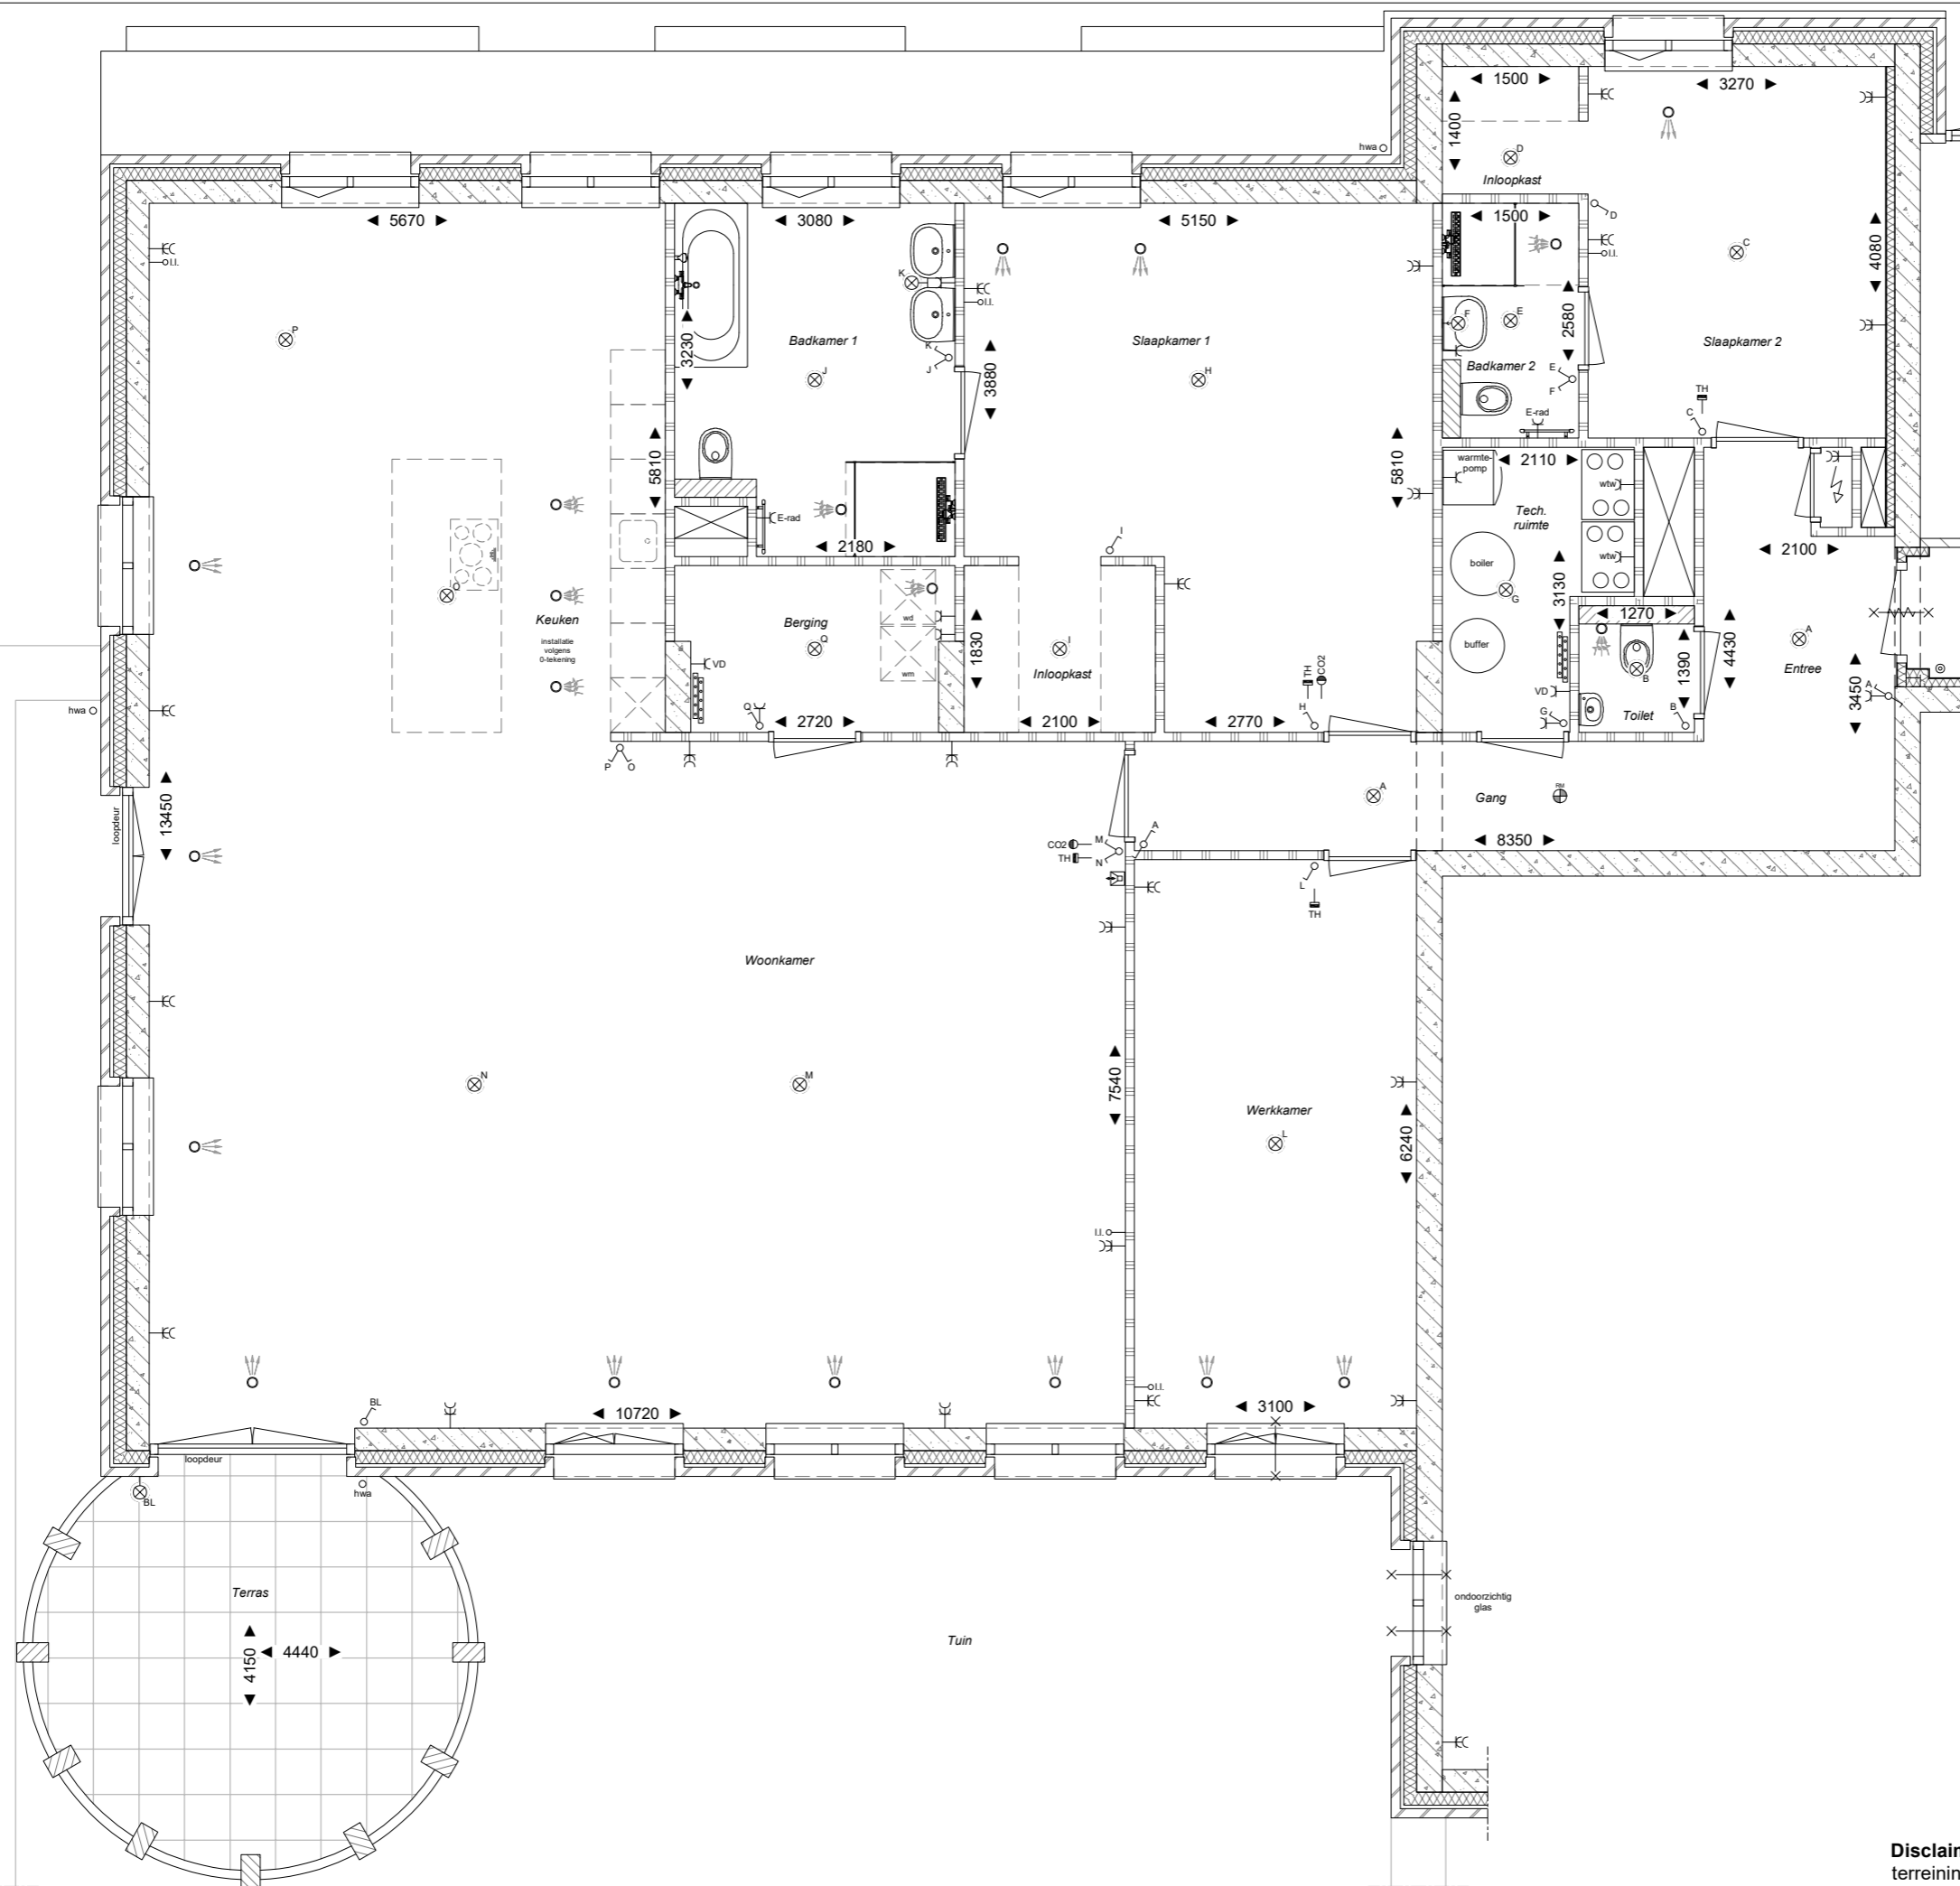 1500
3270
1400
hwa
D
Inloopkast
5670
3080
5150
1500
D
l.l.
l.l.
C
4080
K
l.l.
P
3230
Badkamer 1
K
J
Slaapkamer 1
F
E
2580
Slaapkamer 2
J
3880
H
Badkamer 2
E
F
TH
C
E-rad
5810
5810
warmte-
pomp
2110
wtw
E-rad
Tech.
ruimte
2180
I
wtw
2100
boiler
O
G
3130
Keuken
installatie
volgens
0-tekening
Berging
wd
1270
Q
1830
I
buffer
A
VD
wm
Inloopkast
TH
CO2
B
1390
4430
Entree
VD
3450
A
hwa
Q
2720
2100
2770
H
G
Toilet
B
P
O
13450
loopdeur
A
Gang
RM
CO2
M
A
8350
TH
N
L
TH
Woonkamer
N
M
7540
Werkkamer
L
6240
l.l.
l.l.
BL
10720
3100
loopdeur
BL
hwa
Terras
ondoorzichtig
glas
4440
4150
Tuin
Disclaim
terreinin